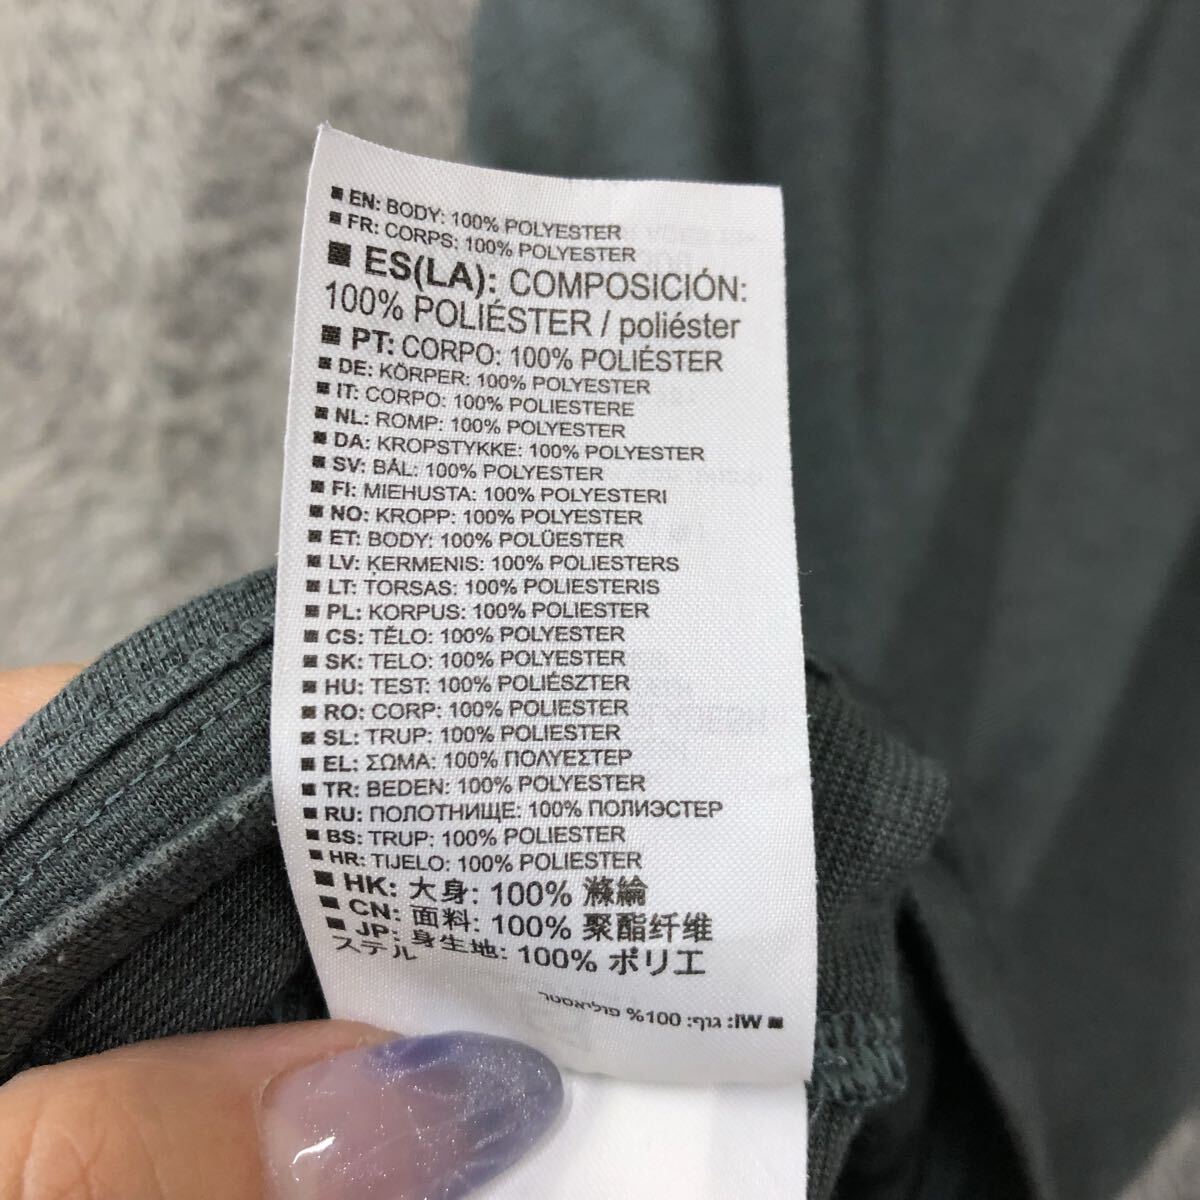 ■ EN: BODY: 100% POLYESTER
■ FR: CORPS: 100% POLYESTER
■ ES(LA): COMPOSICIÓN:
100% POLIÉSTER / poliéster
■ PT: CORPO: 100% POLIÉSTER
■ DE: KÖRPER: 100% POLYESTER
■ IT: CORPO: 100% POLIESTERE
■ NL: ROMP: 100% POLYESTER
■ DA: KROPSTYKKE: 100% POLYESTER
■ SV: BÅL: 100% POLYESTER
■ FI: MIEHUSTA: 100% POLYESTERI
■ NO: KROPP: 100% POLYESTER
■ ET: BODY: 100% POLÜESTER
■ LV: ĶERMENIS: 100% POLIESTERS
■ LT: TORSAS: 100% POLIESTERIS
■ PL: KORPUS: 100% POLIESTER
■ CS: TĚLO: 100% POLYESTER
■ SK: TELO: 100% POLYESTER
■ HU: TEST: 100% POLIÉSZTER
■ RO: CORP: 100% POLIESTER
■ SL: TRUP: 100% POLIESTER
■ EL: ΣΩΜΑ: 100% ΠΟΛΥΕΣΤΕΡ
■ TR: BEDEN: 100% POLYESTER
■ RU: ПОЛОТНИЩЕ: 100% ПОЛИЭСТЕР
■ BS: TRUP: 100% POLIESTER
■ HR: TIJELO: 100% POLIESTER
■ HK: 大身: 100% 滌綸
■ CN: 面料: 100% 聚酯纤维
■ JP: 身生地: 100% ポリエ
ステル
■ IW: גוף: 100% פוליאסטר